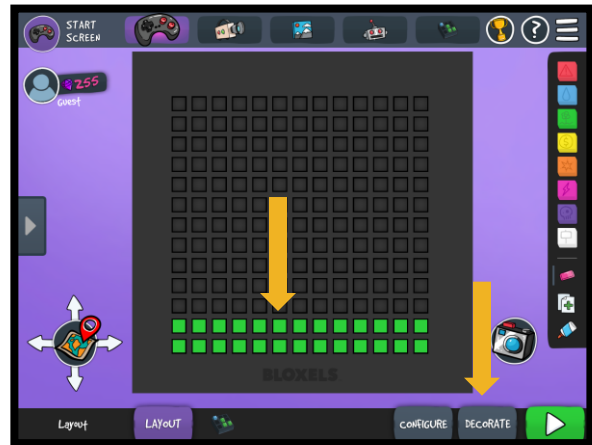 START
SCREEN
255
Guest
BLOXELS
Layout
LAYOUT
CONFIGURE
DECORATE